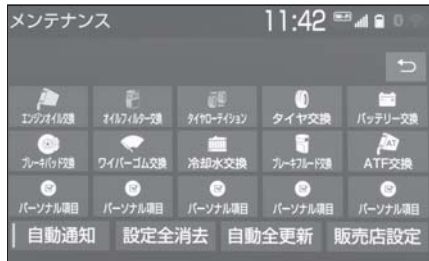 メンテナンス 11:42
エンジンオイル交換 オイルフィルター交換 タイヤローテイション タイヤ交換 バッテリー交換
ブレーキパッド交換 ワイパーゴム交換 冷却水交換 ブレーキフルード交換 ATF交換
パーソナル項目 パーソナル項目 パーソナル項目 パーソナル項目 パーソナル項目
自動通知 設定全消去 自動全更新 販売店設定